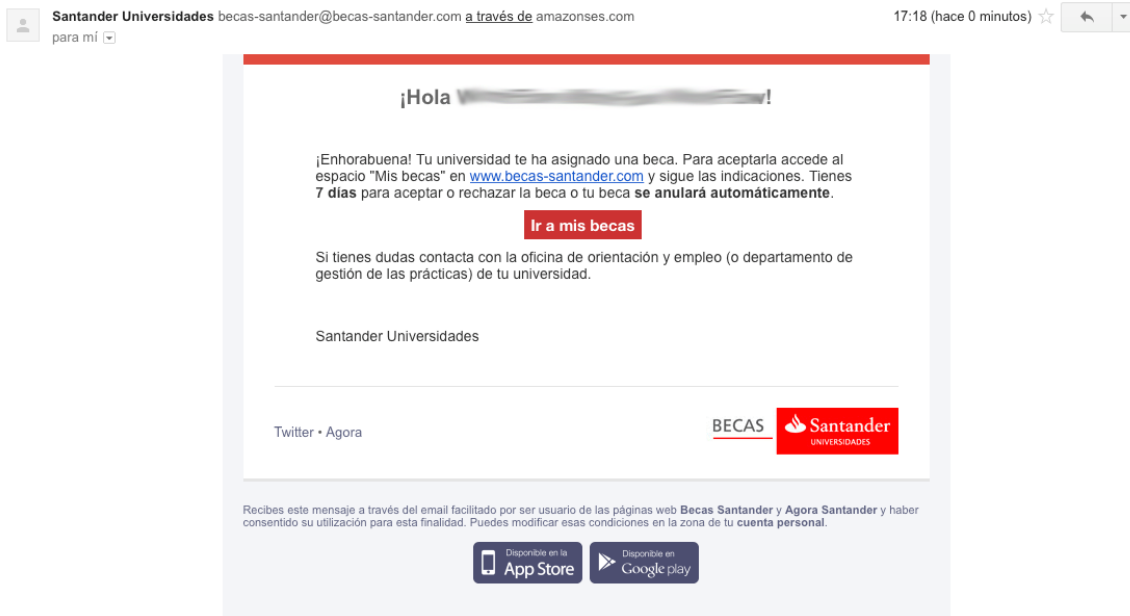 Santander Universidades becas-santander@becas-santander.com a través de amazonses.com
17:18 (hace 0 minutos)
para mí
¡Hola !
¡Enhorabuena! Tu universidad te ha asignado una beca. Para aceptarla accede al
espacio "Mis becas" en www.becas-santander.com y sigue las indicaciones. Tienes
7 días para aceptar o rechazar la beca o tu beca se anulará automáticamente.
Ir a mis becas
Si tienes dudas contacta con la oficina de orientación y empleo (o departamento de
gestión de las prácticas) de tu universidad.
Santander Universidades
Twitter • Agora
BECAS
Santander
UNIVERSIDADES
Recibes este mensaje a través del email facilitado por ser usuario de las páginas web Becas Santander y Agora Santander y haber
consentido su utilización para esta finalidad. Puedes modificar esas condiciones en la zona de tu cuenta personal.
Disponible en la
App Store
Disponible en
Google play